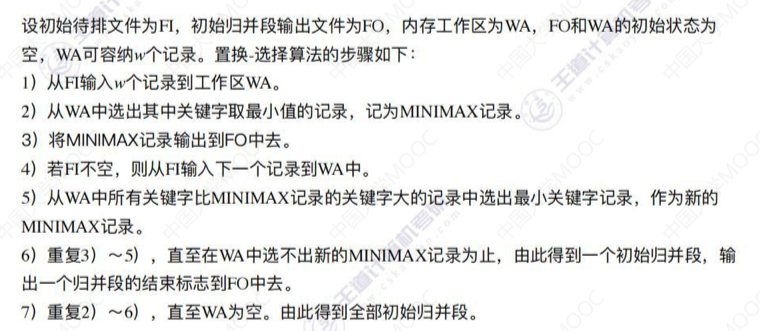 设初始待排文件为FI，初始归并段输出文件为FO，内存工作区为WA，FO和WA的初始状态为
空，WA可容纳w个记录。置换-选择算法的步骤如下：
1）从FI输入w个记录到工作区WA。
2）从WA中选出其中关键字取最小值的记录，记为MINIMAX记录。
3）将MINIMAX记录输出到FO中去。
4）若FI不空，则从FI输入下一个记录到WA中。
5）从WA中所有关键字比MINIMAX记录的关键字大的记录中选出最小关键字记录，作为新的
MINIMAX记录。
6）重复3）～5），直至在WA中选不出新的MINIMAX记录为止，由此得到一个初始归并段，输
出一个归并段的结束标志到FO中去。
7）重复2）～6），直至WA为空。由此得到全部初始归并段。